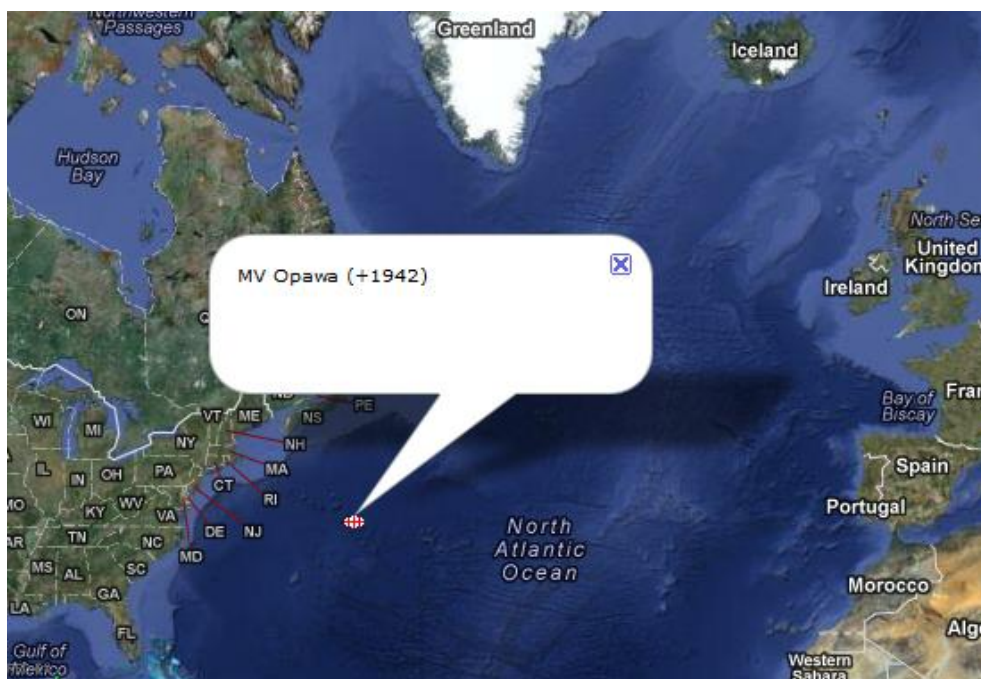 Northwestern
Passages
Greenland
Iceland
Hudson
Bay
North Se
United
Kingdom
Ireland
MV Opawa (+1942)
ON
Q
NB
PE
NS
VT
ME
WI
MI
NY
NH
Bay of
Biscay
Fran
IL
IN
OH
PA
MA
CT
RI
Spain
MO
KY
WV
VA
DE
NJ
Portugal
AR
TN
NC
MD
North
Atlantic
Ocean
MS
AL
SC
GA
Morocco
LA
FL
Alg
Gulf of
Mexico
Western
Sahara